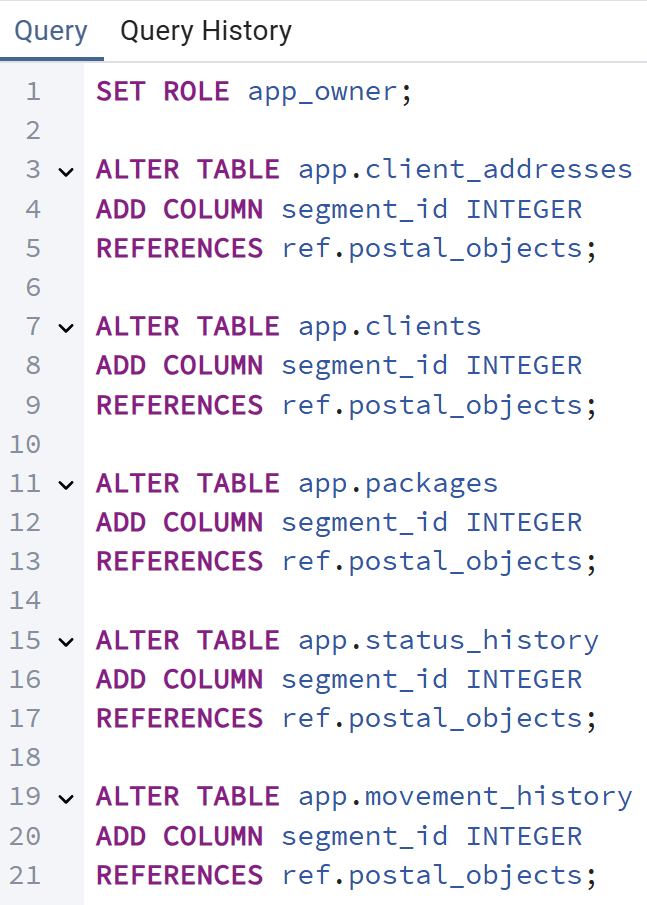 Query Query History
1 SET ROLE app_owner;
2
3 ALTER TABLE app.client_addresses
4 ADD COLUMN segment_id INTEGER
5 REFERENCES ref.postal_objects;
6
7 ALTER TABLE app.clients
8 ADD COLUMN segment_id INTEGER
9 REFERENCES ref.postal_objects;
10
11 ALTER TABLE app.packages
12 ADD COLUMN segment_id INTEGER
13 REFERENCES ref.postal_objects;
14
15 ALTER TABLE app.status_history
16 ADD COLUMN segment_id INTEGER
17 REFERENCES ref.postal_objects;
18
19 ALTER TABLE app.movement_history
20 ADD COLUMN segment_id INTEGER
21 REFERENCES ref.postal_objects;